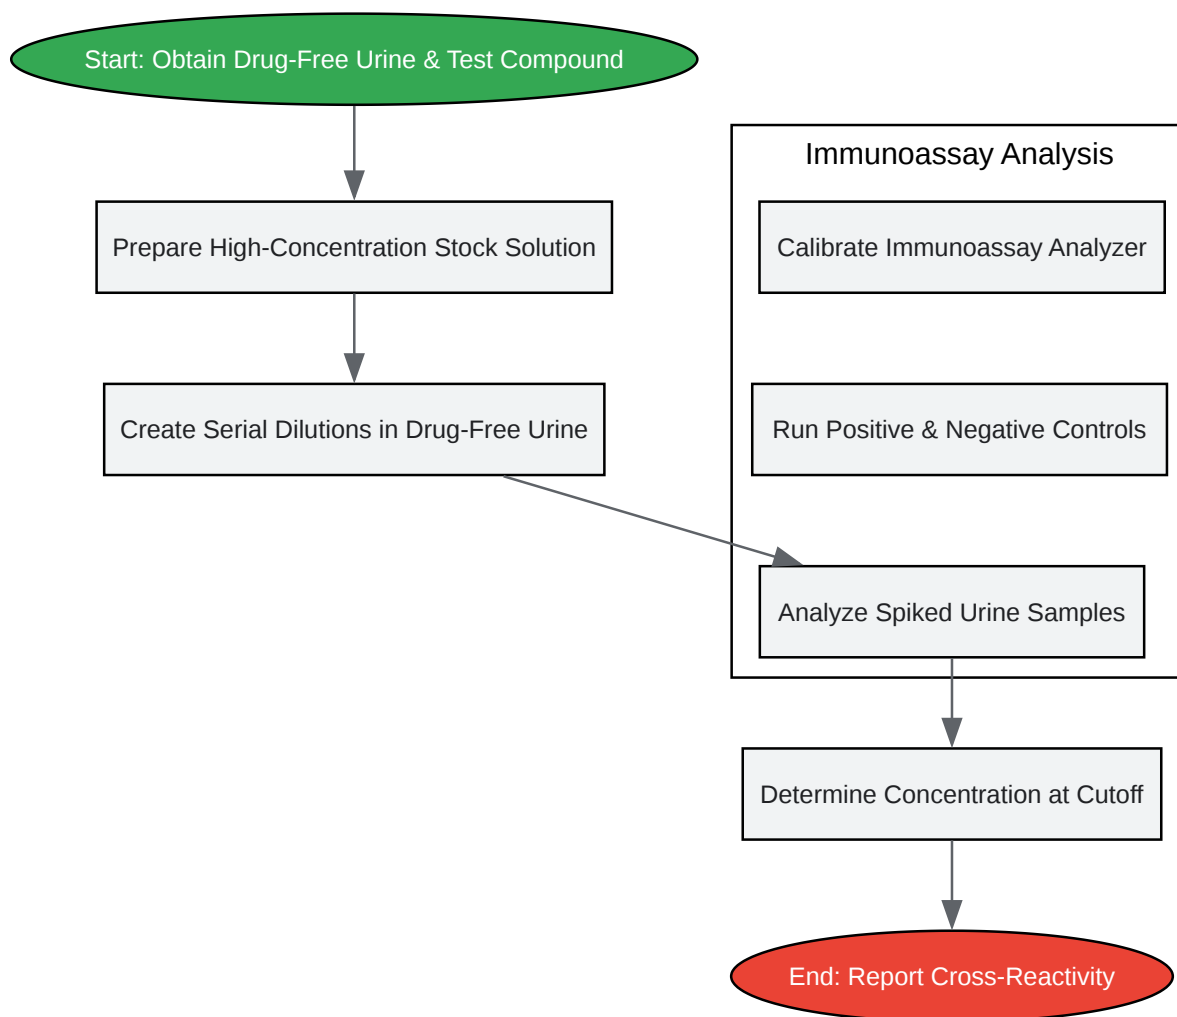 Start: Obtain Drug-Free Urine & Test Compound
Prepare High-Concentration Stock Solution
Create Serial Dilutions in Drug-Free Urine
Immunoassay Analysis
Calibrate Immunoassay Analyzer
Run Positive & Negative Controls
Analyze Spiked Urine Samples
Determine Concentration at Cutoff
End: Report Cross-Reactivity